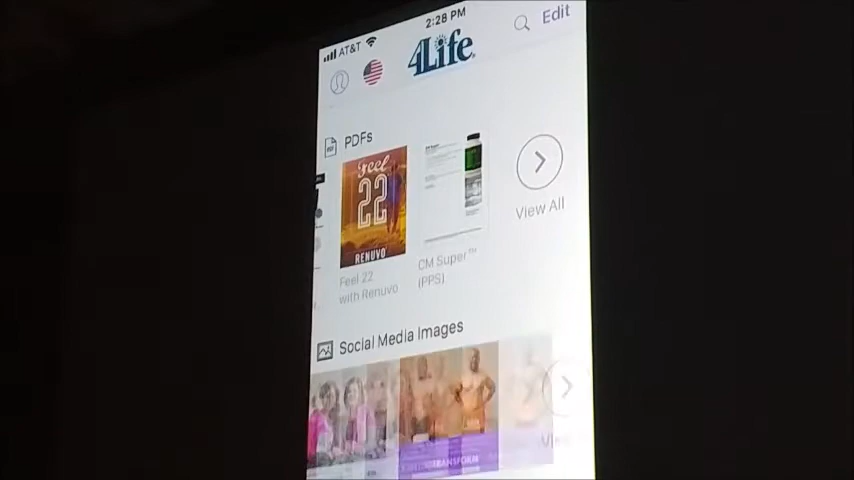 AT&T
2:28 PM
Edit
4Life
PDFs
Feel
22
RENUVO
View All
Feel 22
with Renuvo
CM Super™
(PPS)
Social Media Images
TRANSFORM